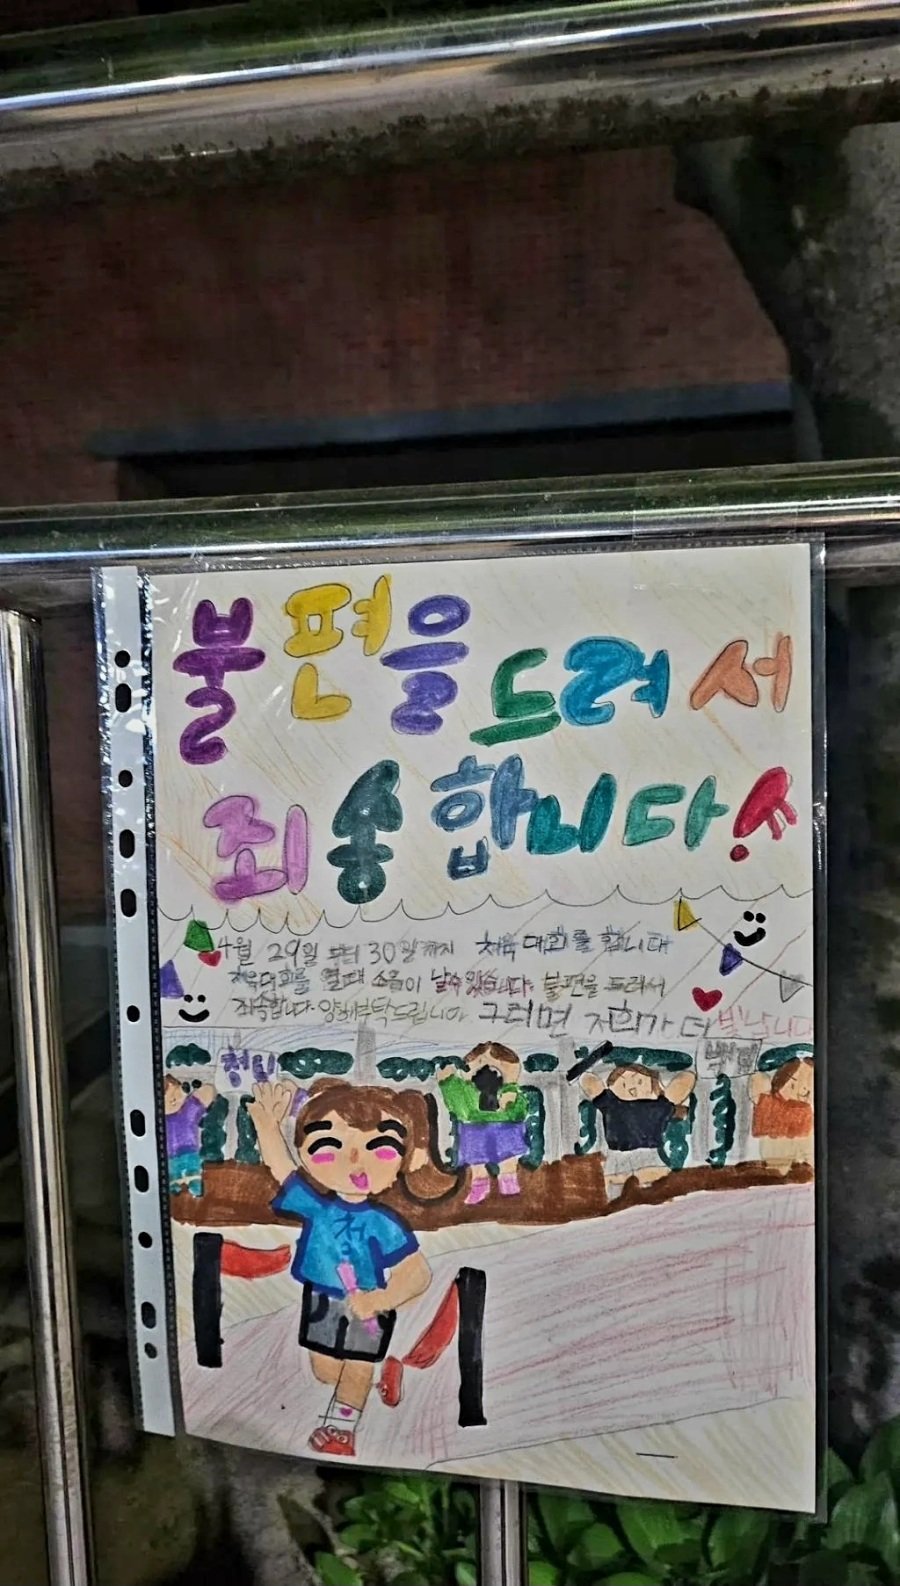 불편을 드려서
죄송합니다
4월 29일 부터 30일까지 체육대회를 합니다
체육대회를 열때 소음이 날수있습니다. 불편을 드려서
죄송합니다. 양해부탁드립니다 그러면 저희가 더 빛납니다
청팀 백팀
청